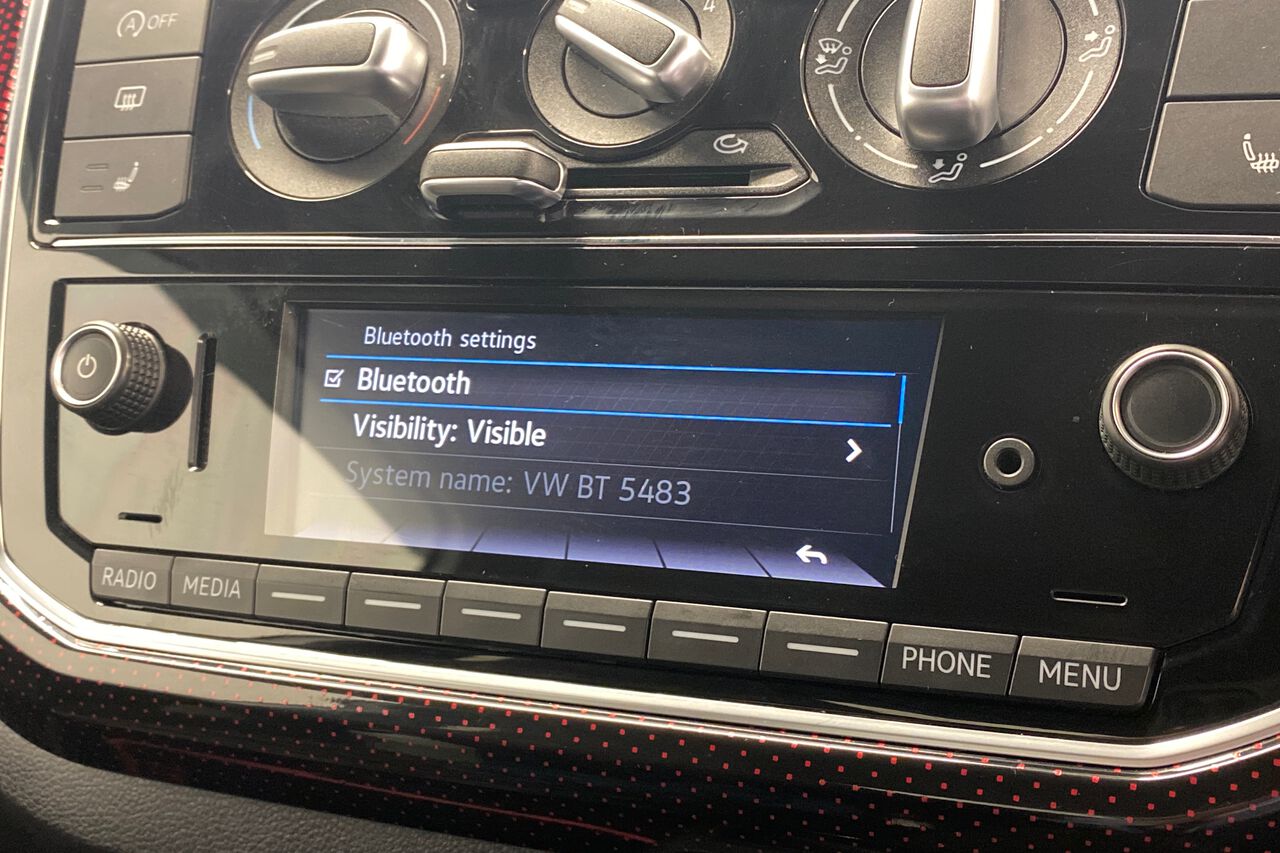 A OFF
4
Bluetooth settings
Bluetooth
Visibility: Visible
System name: VW BT 5483
RADIO
MEDIA
PHONE
MENU